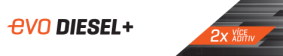 EVO DIESEL+
2x VÍCE
ADITIV